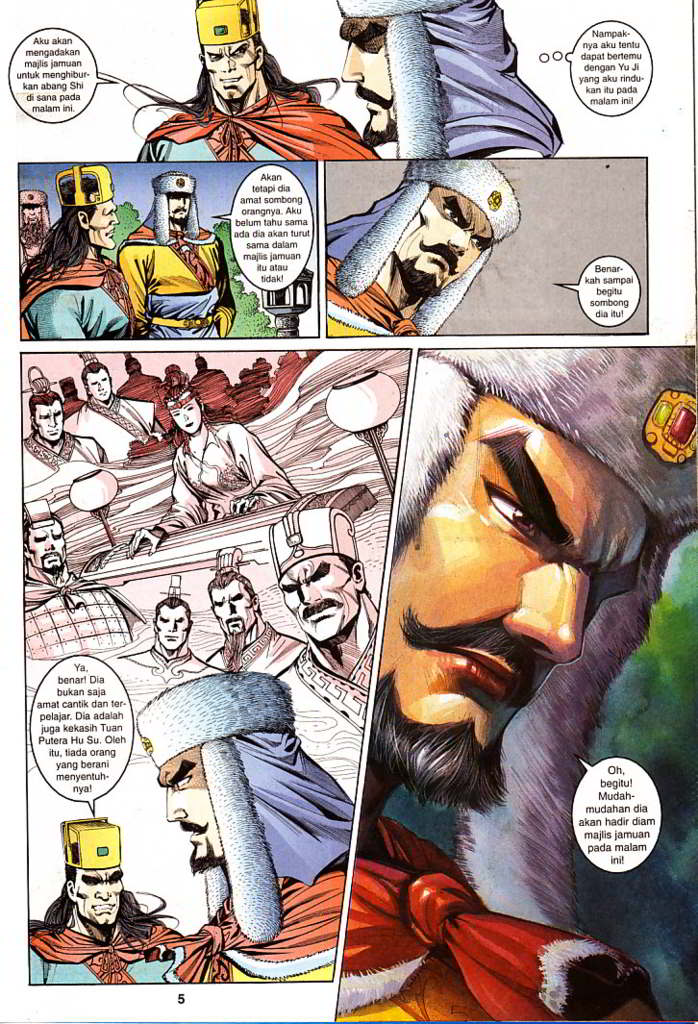 Aku akan
mengadakan
majlis jamuan
untuk menghibur-
kan abang Shi
di sana pada
malam ini.
Nampak-
nya aku tentu
dapat bertemu
dengan Yu Ji
yang aku rindu-
kan itu pada
malam ini!
Akan
tetapi dia
amat sombong
orangnya. Aku
belum tahu sama
ada dia akan turut
sama dalam
majlis jamuan
itu atau
tidak!
Benar-
kah sampai
begitu
sombong
dia itu!
Ya,
benar! Dia
bukan saja
amat cantik dan ter-
pelajar. Dia adalah
juga kekasih Tuan
Putera Hu Su. Oleh
itu, tiada orang
yang berani
menyentuh-
nya!
Oh,
begitu!
Mudah-
mudahan dia
akan hadir diam
majlis jamuan
pada malam
ini!
5